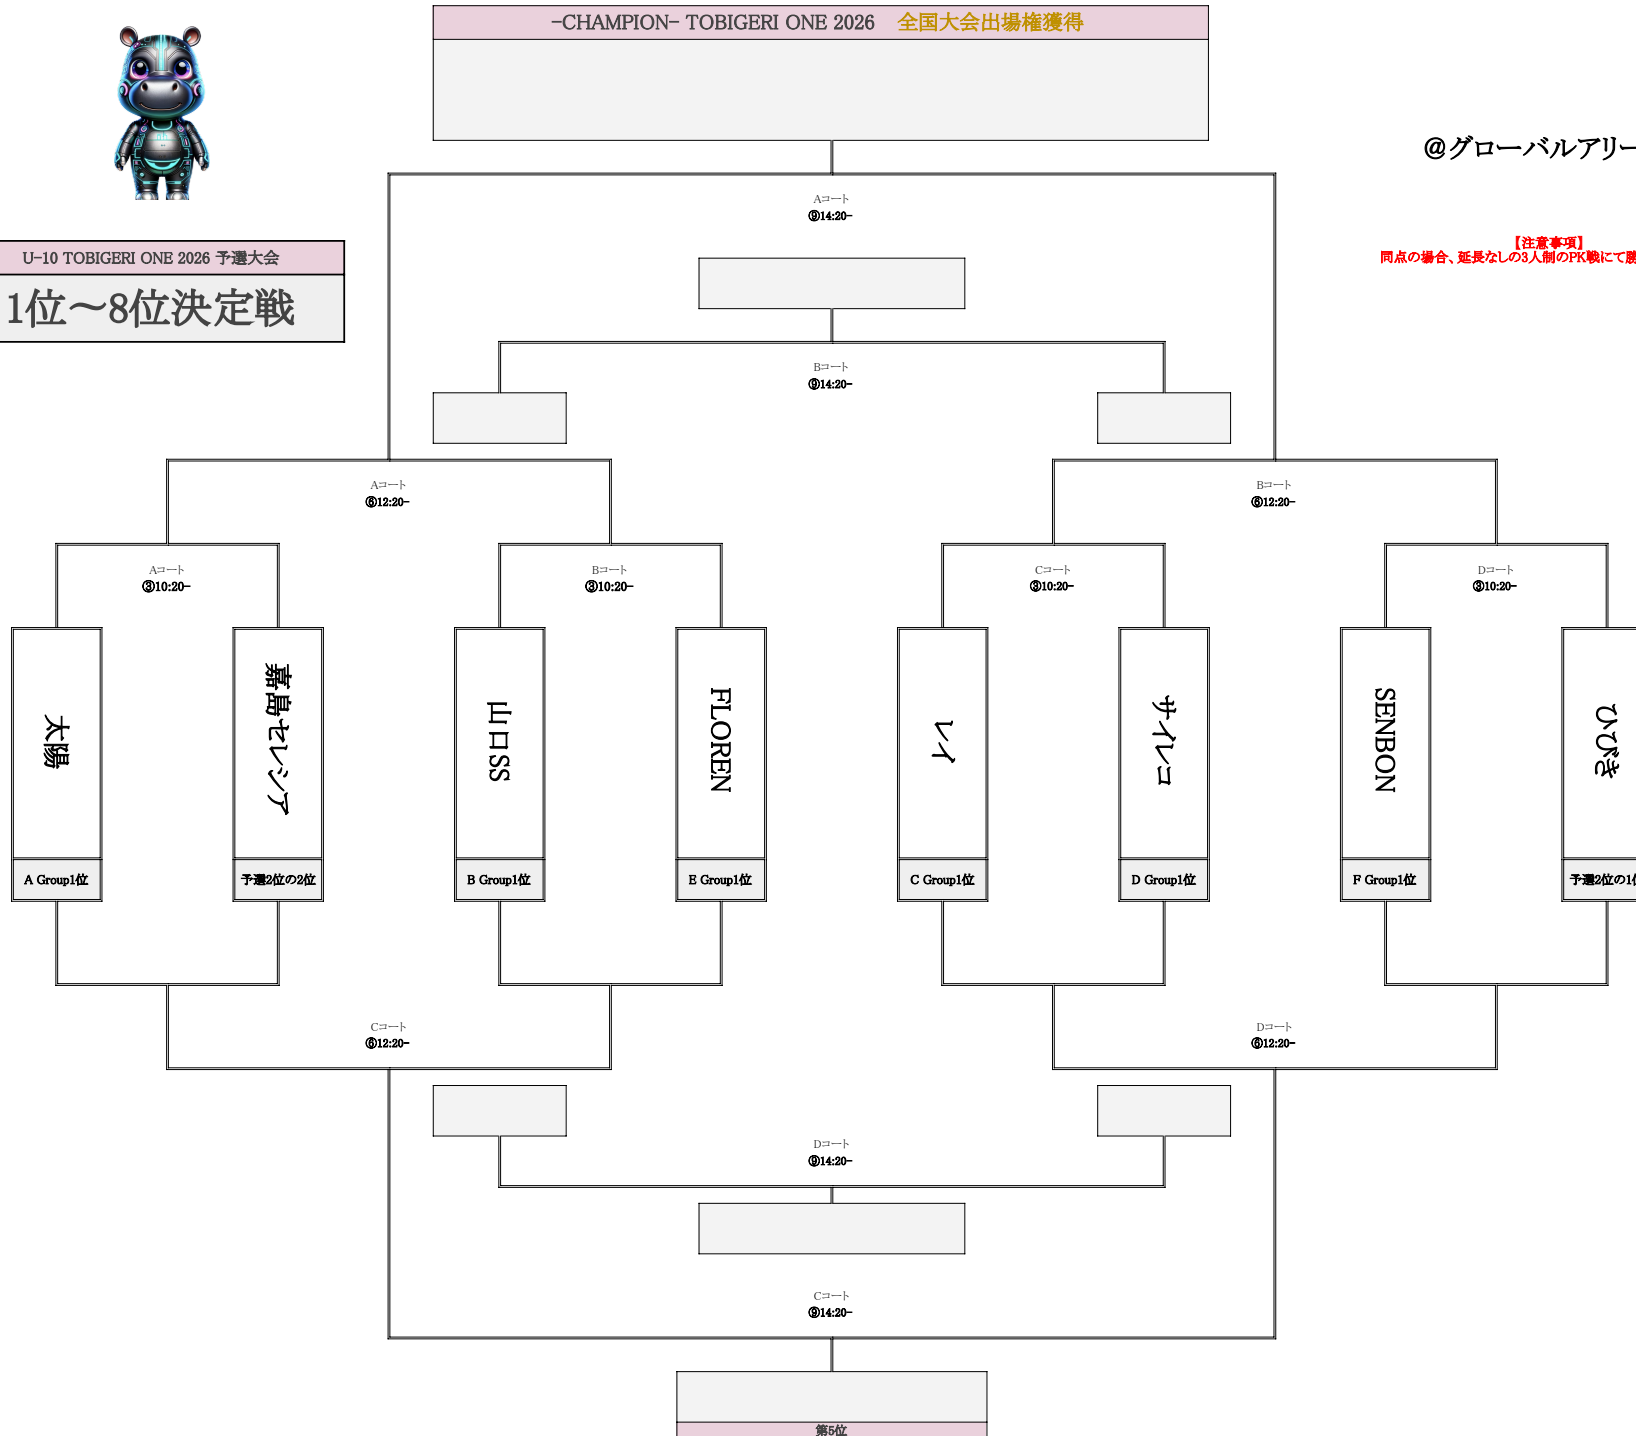 -CHAMPION- TOBIGERI ONE 2026 全国大会出場権獲得
@グローバルアリー
Aコート
⑨14:20-
【注意事項】
同点の場合、延長なしの3人制のPK戦にて勝
U-10 TOBIGERI ONE 2026 予選大会
1位～8位決定戦
Bコート
⑨14:20-
Aコート
⑥12:20-
Bコート
⑥12:20-
Aコート
③10:20-
Bコート
③10:20-
Cコート
③10:20-
Dコート
③10:20-
太陽
嘉島セレシア
山口SS
FLOREN
レイ
サイレコ
SENBON
ひびき
A Group1位
予選2位の2位
B Group1位
E Group1位
C Group1位
D Group1位
F Group1位
予選2位の1位
Cコート
⑥12:20-
Dコート
⑥12:20-
Dコート
⑨14:20-
Cコート
⑨14:20-
第5位